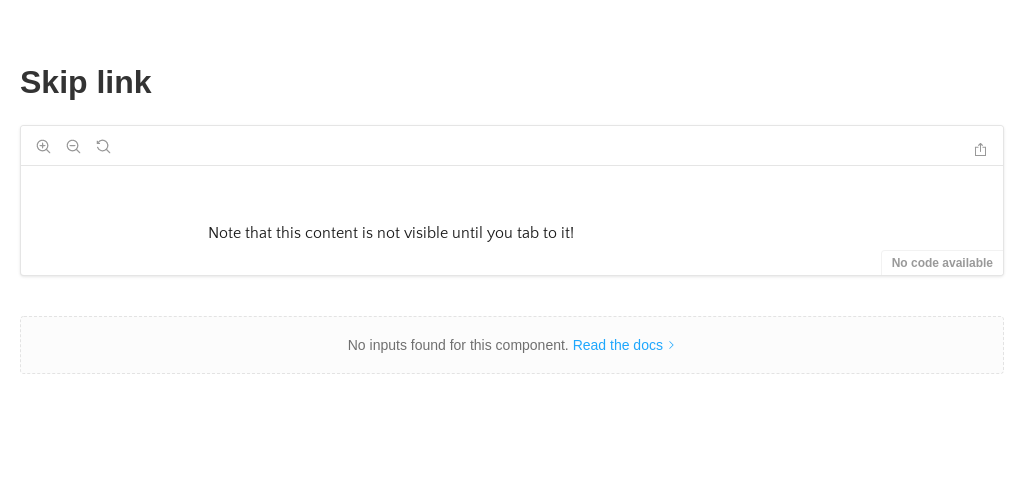 Skip link
Note that this content is not visible until you tab to it!
No code available
No inputs found for this component. Read the docs